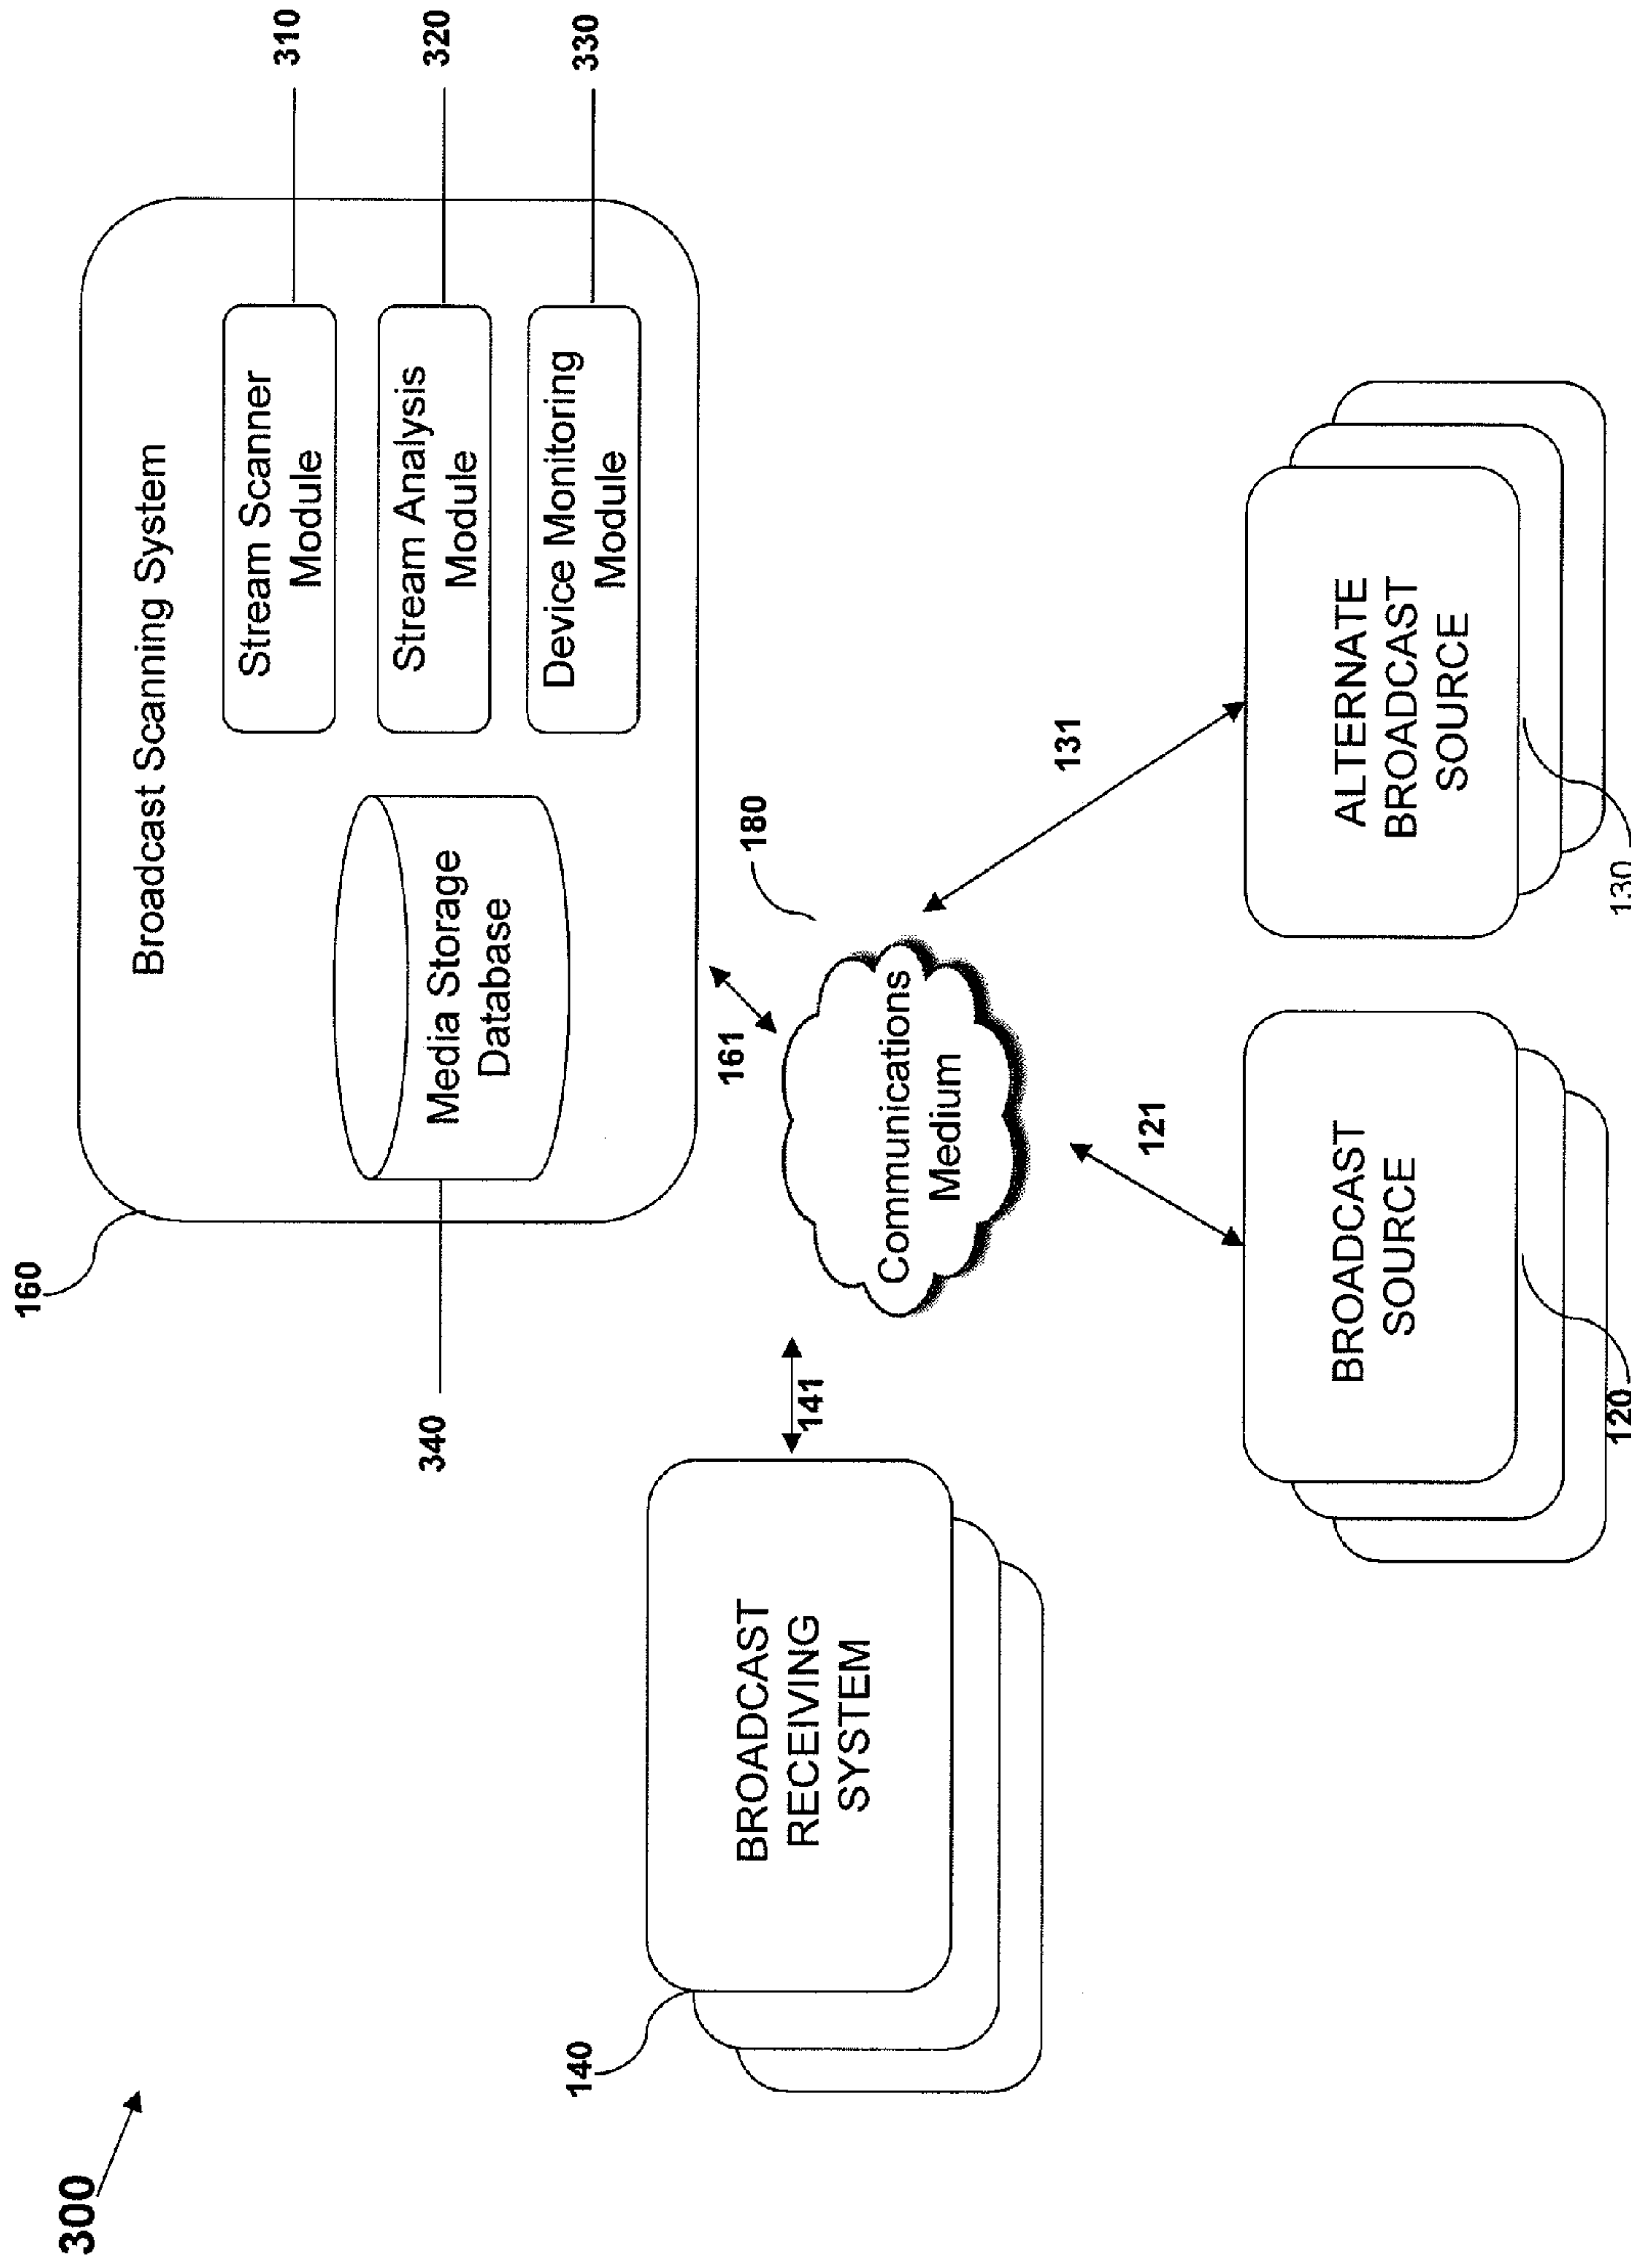 300
160
Broadcast Scanning System
Stream Scanner
Module
310
Stream Analysis
Module
320
Device Monitoring
Module
330
Media Storage
Database
340
BROADCAST
RECEIVING
SYSTEM
140
141
161
180
Communications
Medium
121
131
BROADCAST
SOURCE
120
ALTERNATE
BROADCAST
SOURCE
130